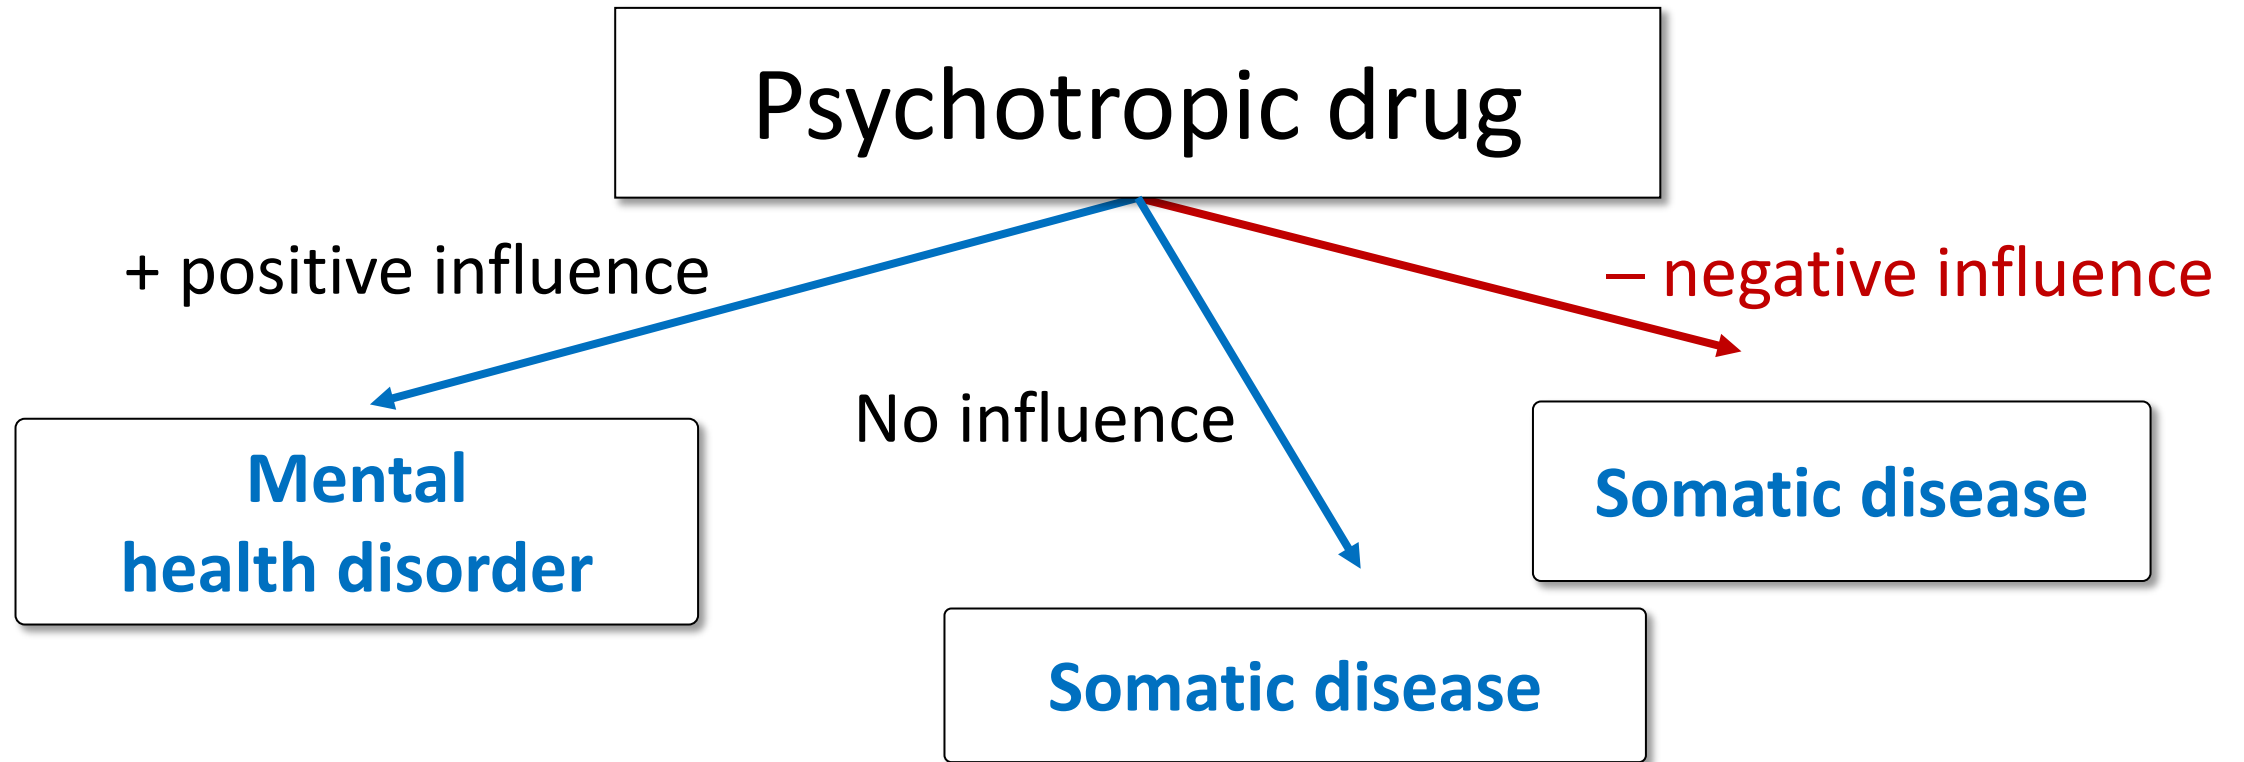 Psychotropic drug
+ positive influence
– negative influence
No influence
Mental
health disorder
Somatic disease
Somatic disease